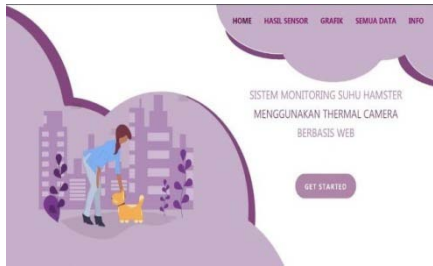 HOME HASIL SENSOR GRAFIK SEMUA DATA INFO
SISTEM MONITORING SUHU HAMSTER
MENGGUNAKAN THERMAL CAMERA
BERBASIS WEB
GET STARTED